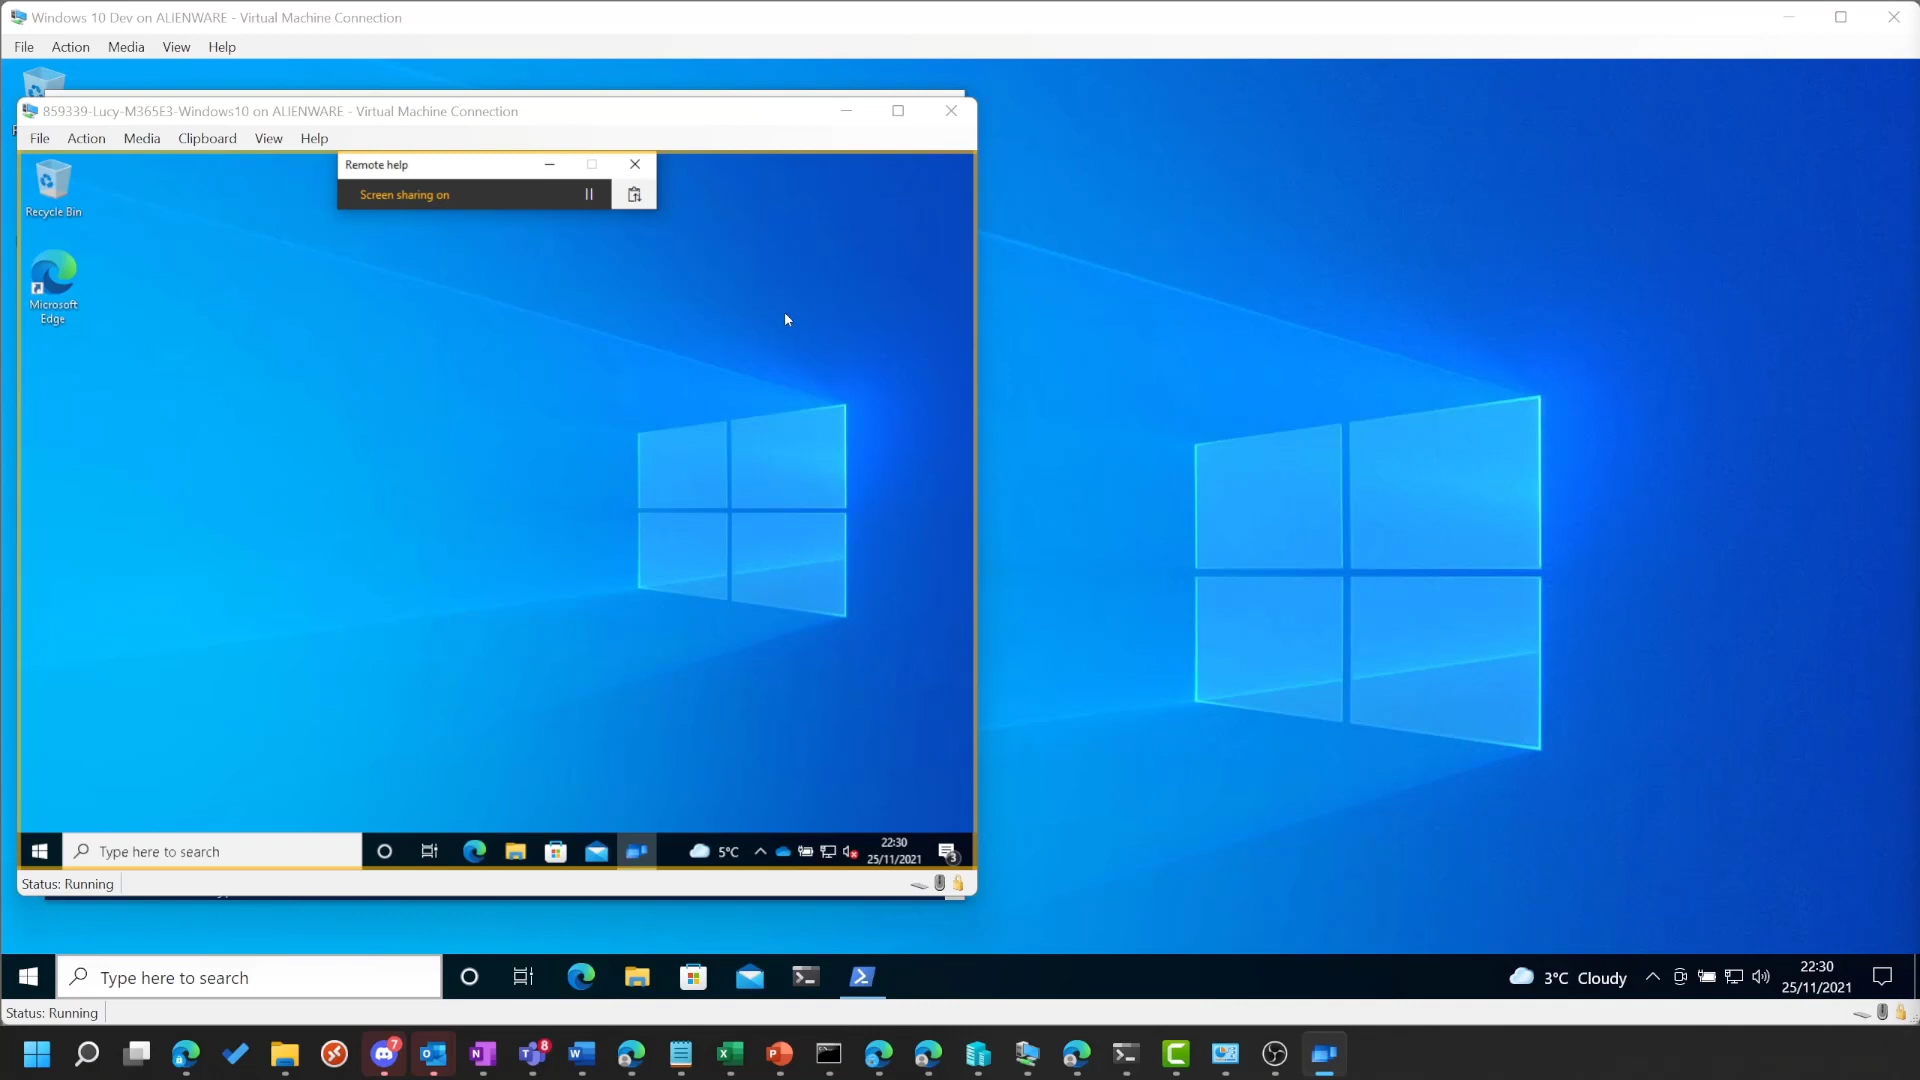 Windows 10 Dev on ALIENWARE - Virtual Machine Connection
File Action Media View Help
859339-Lucy-M365E3-Windows10 on ALIENWARE - Virtual Machine Connection
File Action Media Clipboard View Help
Remote help
Screen sharing on
Recycle Bin
Microsoft
Edge
Type here to search
5°C
22:30
25/11/2021
3
Status: Running
Type here to search
3°C Cloudy
22:30
25/11/2021
Status: Running
7
8